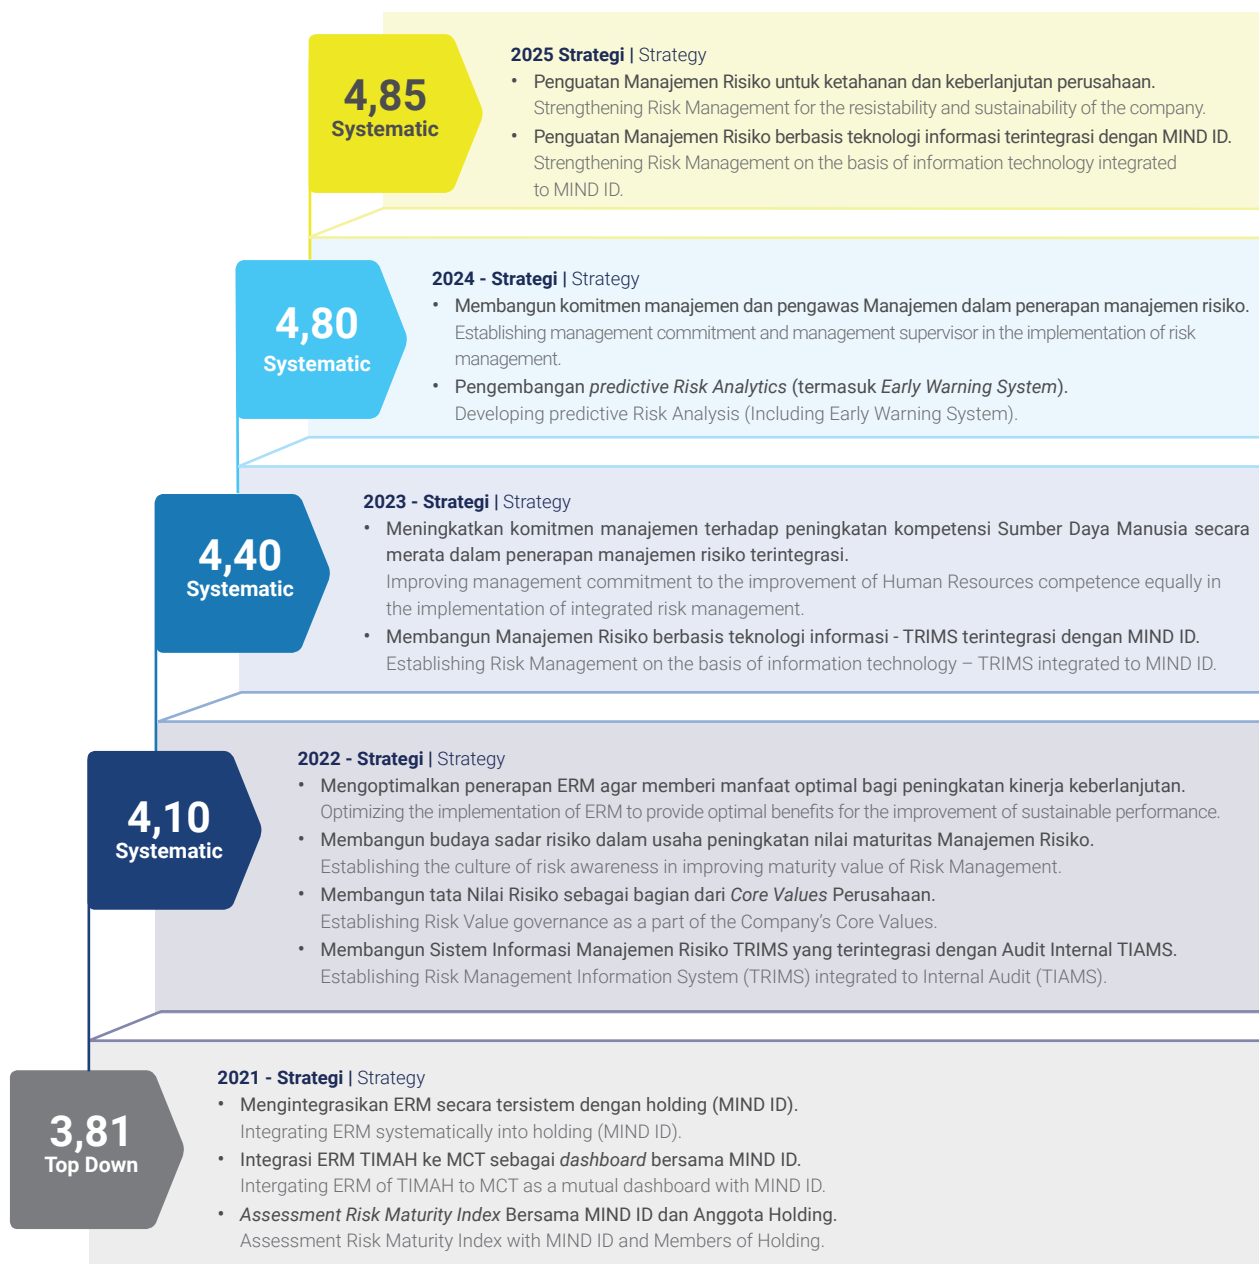 4,85
Systematic
2025 Strategi | Strategy
• Penguatan Manajemen Risiko untuk ketahanan dan keberlanjutan perusahaan.
Strengthening Risk Management for the resistability and sustainability of the company.
• Penguatan Manajemen Risiko berbasis teknologi informasi terintegrasi dengan MIND ID.
Strengthening Risk Management on the basis of information technology integrated
to MIND ID.
4,80
Systematic
2024 - Strategi | Strategy
• Membangun komitmen manajemen dan pengawas Manajemen dalam penerapan manajemen risiko.
Establishing management commitment and management supervisor in the implementation of risk
management.
• Pengembangan predictive Risk Analytics (termasuk Early Warning System).
Developing predictive Risk Analysis (Including Early Warning System).
4,40
Systematic
2023 - Strategi | Strategy
• Meningkatkan komitmen manajemen terhadap peningkatan kompetensi Sumber Daya Manusia secara
merata dalam penerapan manajemen risiko terintegrasi.
Improving management commitment to the improvement of Human Resources competence equally in
the implementation of integrated risk management.
• Membangun Manajemen Risiko berbasis teknologi informasi - TRIMS terintegrasi dengan MIND ID.
Establishing Risk Management on the basis of information technology – TRIMS integrated to MIND ID.
4,10
Systematic
2022 - Strategi | Strategy
• Mengoptimalkan penerapan ERM agar memberi manfaat optimal bagi peningkatan kinerja keberlanjutan.
Optimizing the implementation of ERM to provide optimal benefits for the improvement of sustainable performance.
• Membangun budaya sadar risiko dalam usaha peningkatan nilai maturitas Manajemen Risiko.
Establishing the culture of risk awareness in improving maturity value of Risk Management.
• Membangun tata Nilai Risiko sebagai bagian dari Core Values Perusahaan.
Establishing Risk Value governance as a part of the Company's Core Values.
• Membangun Sistem Informasi Manajemen Risiko TRIMS yang terintegrasi dengan Audit Internal TIAMS.
Establishing Risk Management Information System (TRIMS) integrated to Internal Audit (TIAMS).
3,81
Top Down
2021 - Strategi | Strategy
• Mengintegrasikan ERM secara tersistem dengan holding (MIND ID).
Integrating ERM systematically into holding (MIND ID).
• Integrasi ERM TIMAH ke MCT sebagai dashboard bersama MIND ID.
Intergating ERM of TIMAH to MCT as a mutual dashboard with MIND ID.
• Assessment Risk Maturity Index Bersama MIND ID dan Anggota Holding.
Assessment Risk Maturity Index with MIND ID and Members of Holding.